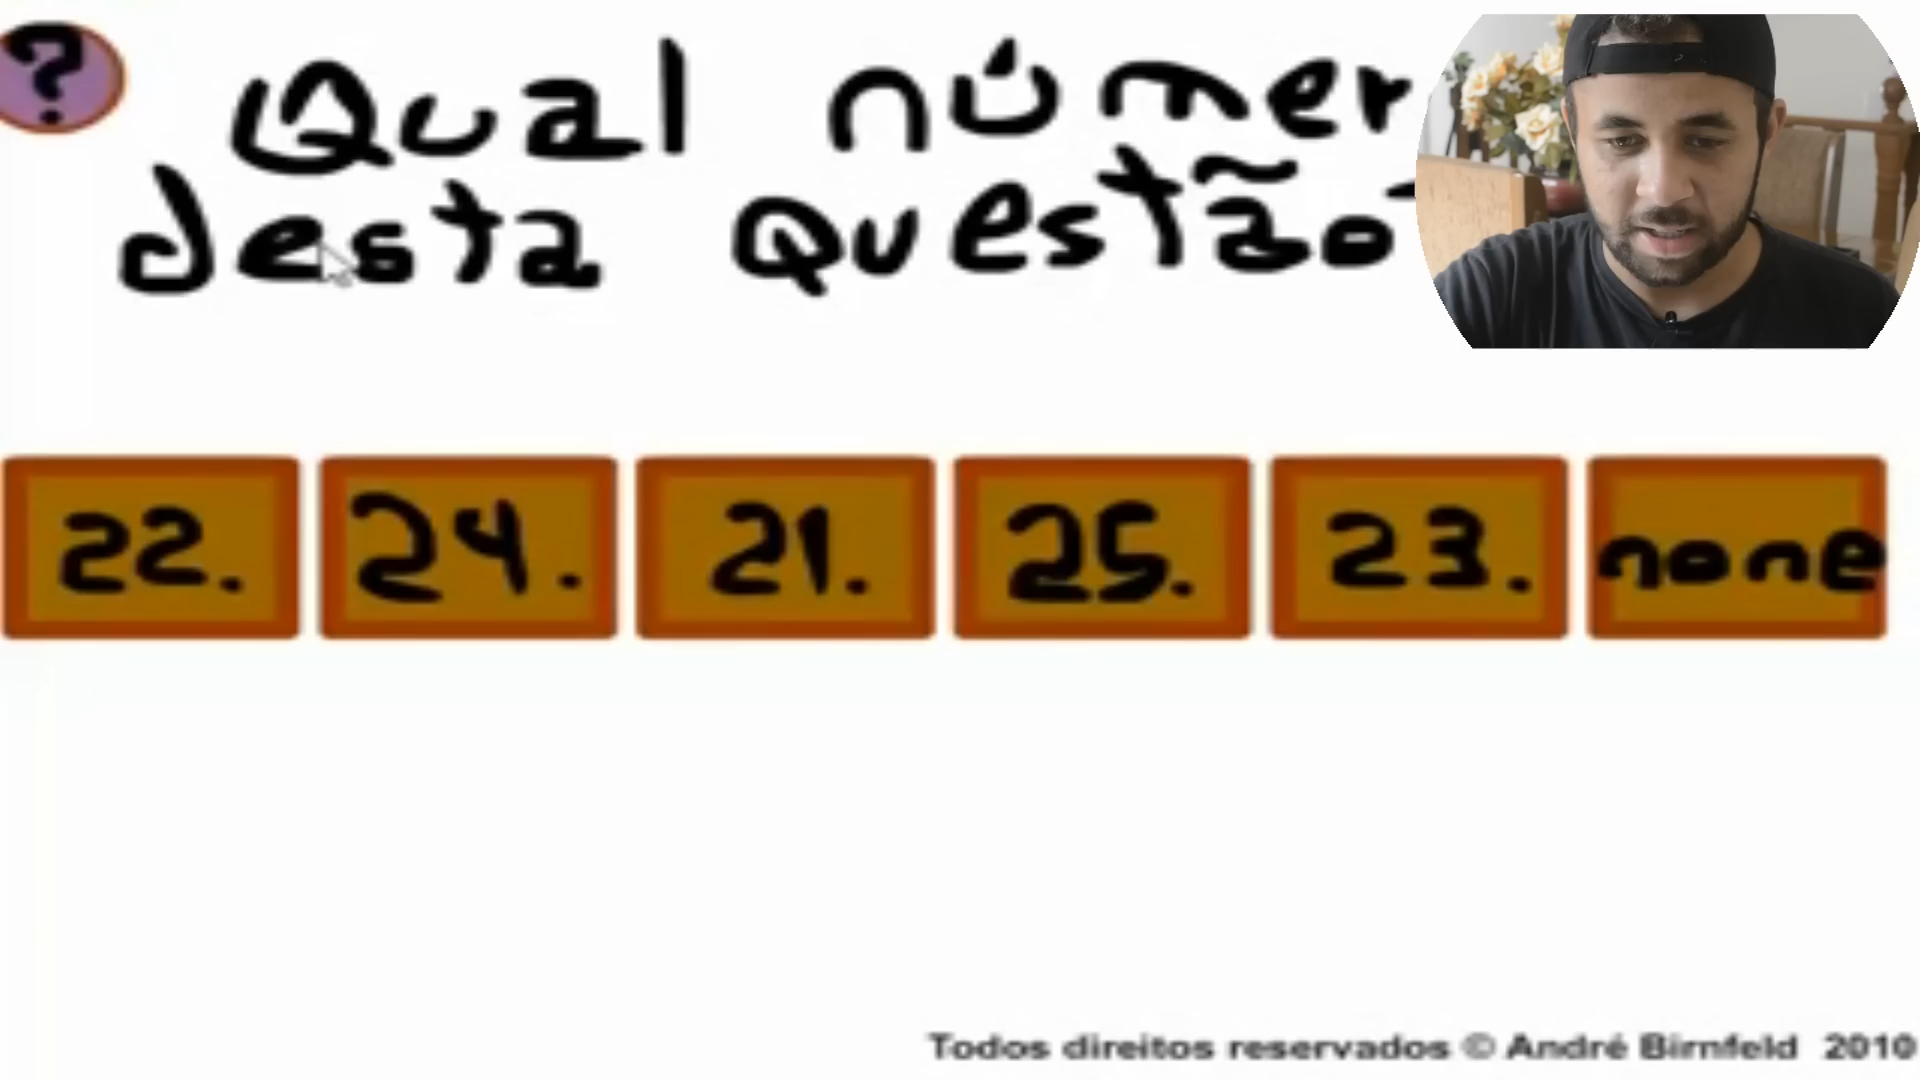 ?
Qual númer
desta questão
22.
24.
21.
25.
23.
none
Todos direitos reservados © André Birnfeld 2010